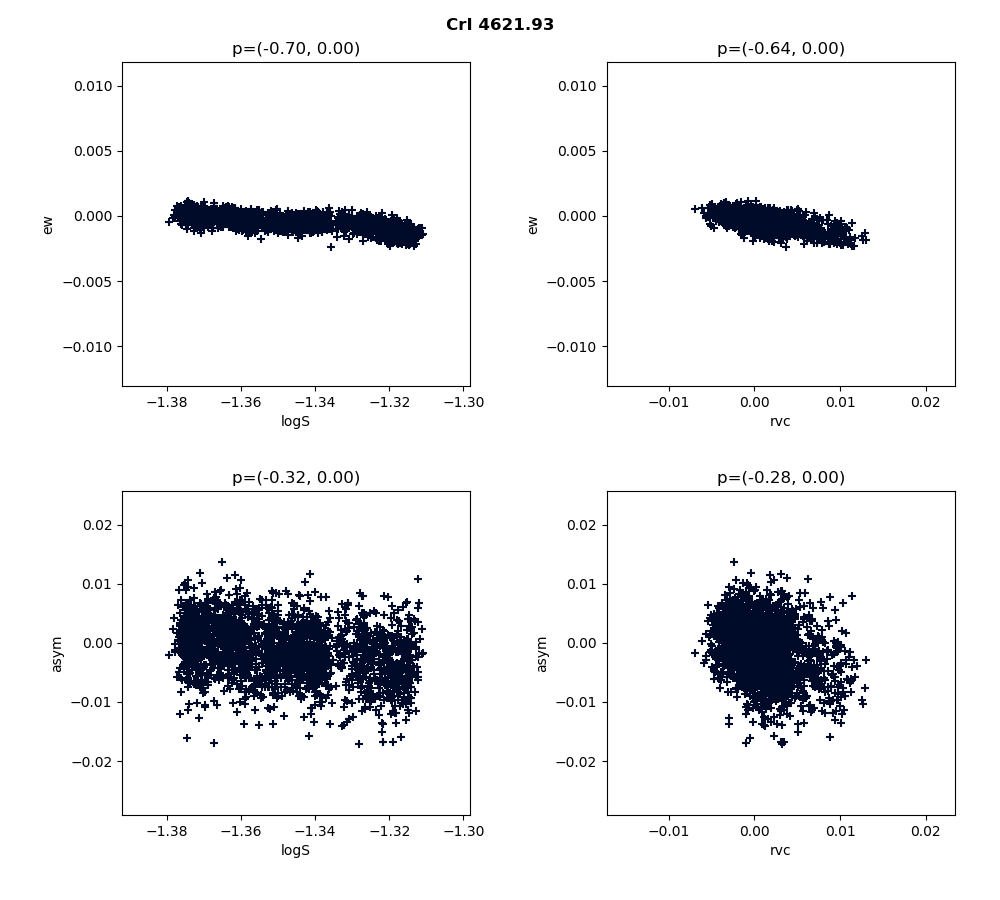 CrI 4621.93
p=(-0.70, 0.00)
p=(-0.64, 0.00)
0.010
0.005
0.000
−0.005
−0.010
ew
−1.38
−1.36
−1.34
−1.32
−1.30
logS
0.010
0.005
0.000
−0.005
−0.010
ew
−0.01
0.00
0.01
0.02
rvc
p=(-0.32, 0.00)
p=(-0.28, 0.00)
0.02
0.01
0.00
−0.01
−0.02
asym
−1.38
−1.36
−1.34
−1.32
−1.30
logS
0.02
0.01
0.00
−0.01
−0.02
asym
−0.01
0.00
0.01
0.02
rvc